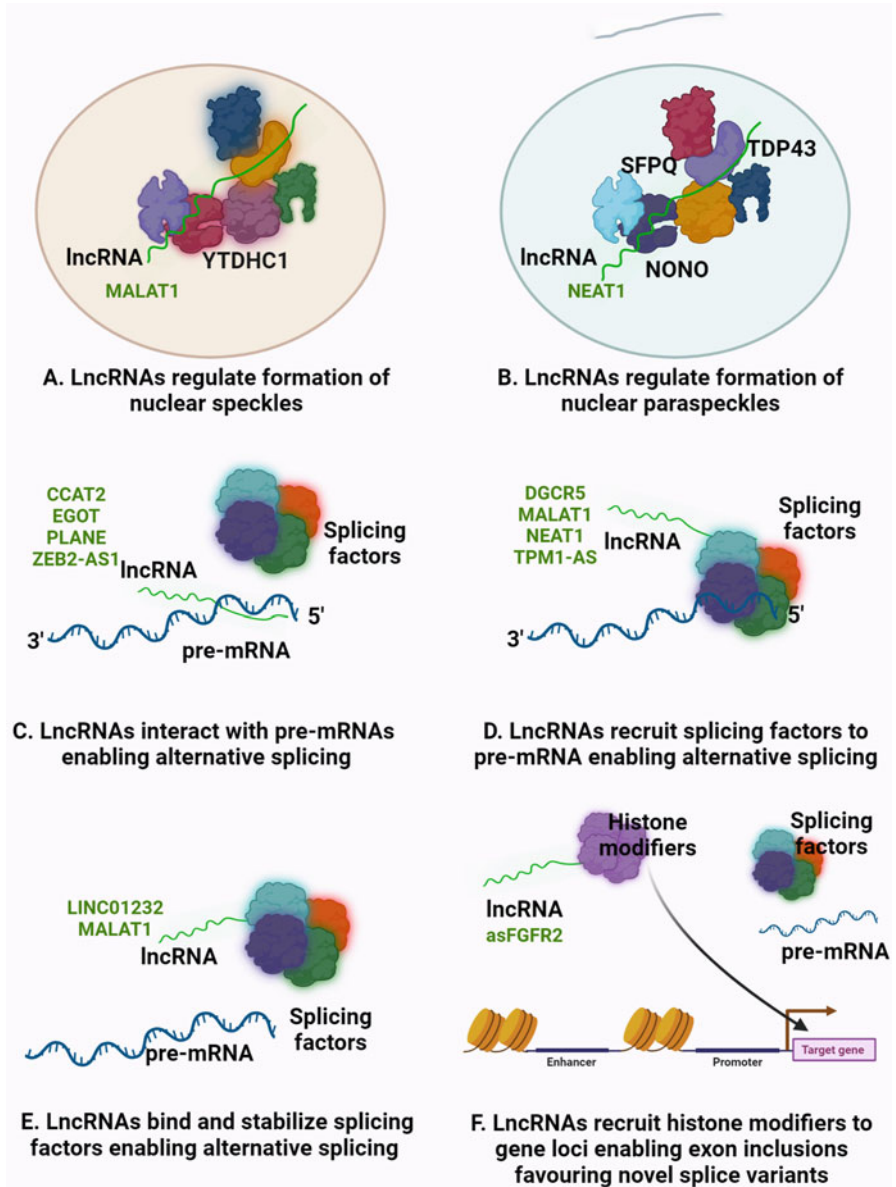 lncRNA
YTDHC1
MALAT1
A. LncRNAs regulate formation of
nuclear speckles
SFPQ
TDP43
lncRNA
NONO
NEAT1
B. LncRNAs regulate formation of
nuclear paraspeckles
CCAT2
EGOT
PLANE
ZEB2-AS1
lncRNA
Splicing
factors
5'
3'
pre-mRNA
C. LncRNAs interact with pre-mRNAs
enabling alternative splicing
DGCR5
MALAT1
NEAT1
TPM1-AS
lncRNA
Splicing
factors
5'
3'
D. LncRNAs recruit splicing factors to
pre-mRNA enabling alternative splicing
LINC01232
MALAT1
lncRNA
Splicing
factors
pre-mRNA
E. LncRNAs bind and stabilize splicing
factors enabling alternative splicing
Histone
modifiers
Splicing
factors
lncRNA
asFGFR2
pre-mRNA
Enhancer
Promoter
Target gene
F. LncRNAs recruit histone modifiers to
gene loci enabling exon inclusions
favouring novel splice variants